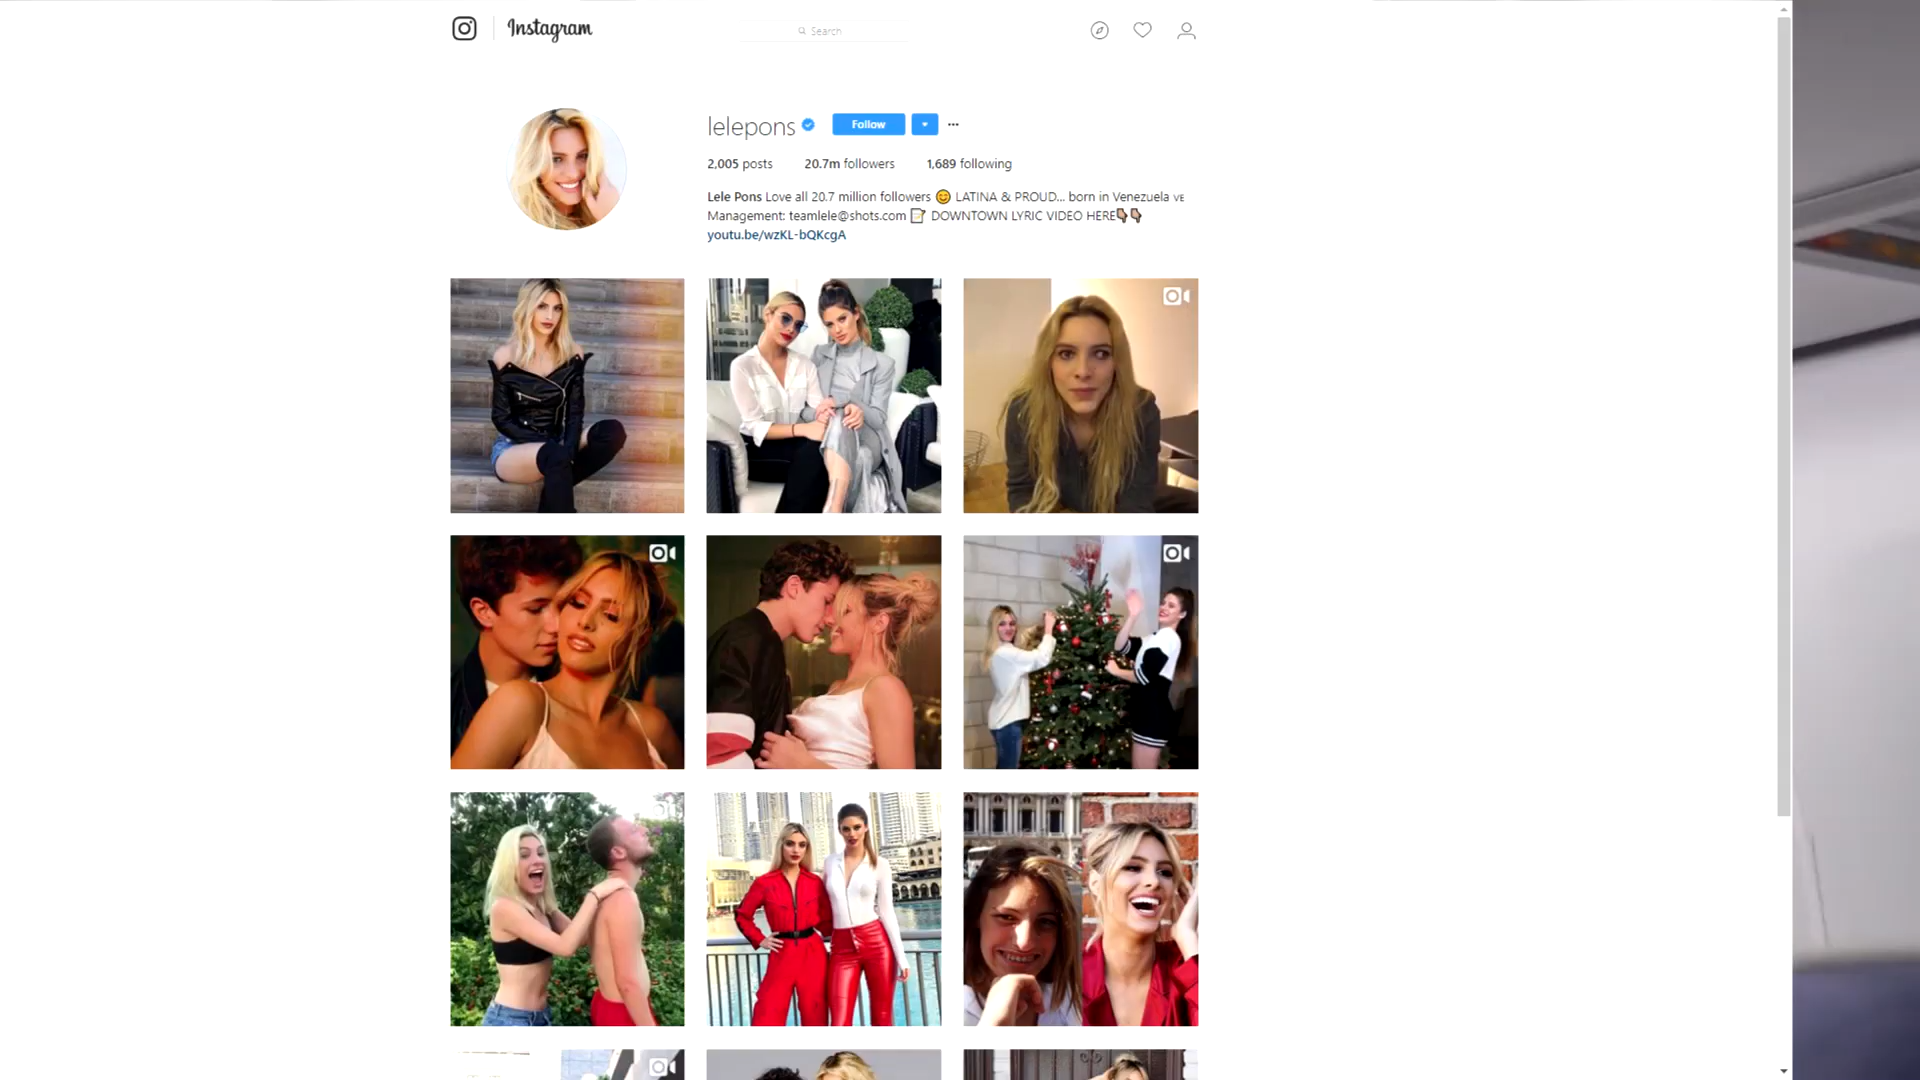 Instagram
Search
lelepons
Follow
2,005 posts 20.7m followers 1,689 following
Lele Pons Love all 20.7 million followers 😊 LATINA & PROUD... born in Venezuela VE
Management: teamlele@shots.com 📝 DOWNTOWN LYRIC VIDEO HERE👇🏽👇🏽
youtu.be/wzKL-bQKcgA